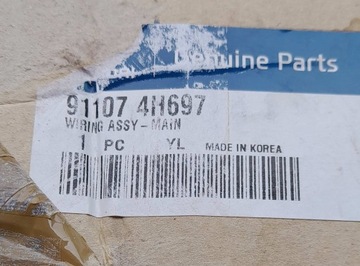 Genuine Parts
91107 4H697
WIRING ASSY-MAIN
1 PC YL MADE IN KOREA